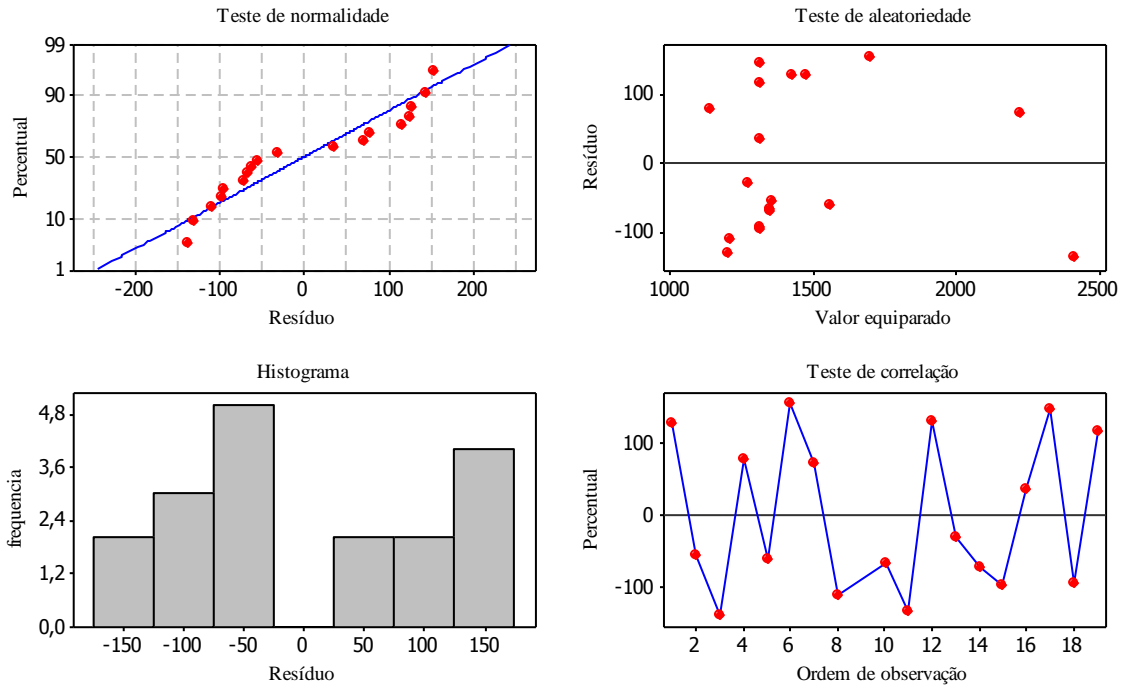 Teste de normalidade
99
90
50
10
1
Percentual
-200 -100 0 100 200
Resíduo
Teste de aleatoriedade
100
0
-100
Resíduo
1000 1500 2000 2500
Valor equiparado
Histograma
4,8
3,6
2,4
1,2
0,0
frequencia
-150 -100 -50 0 50 100 150
Resíduo
Teste de correlação
100
0
-100
Percentual
2 4 6 8 10 12 14 16 18
Ordem de observação